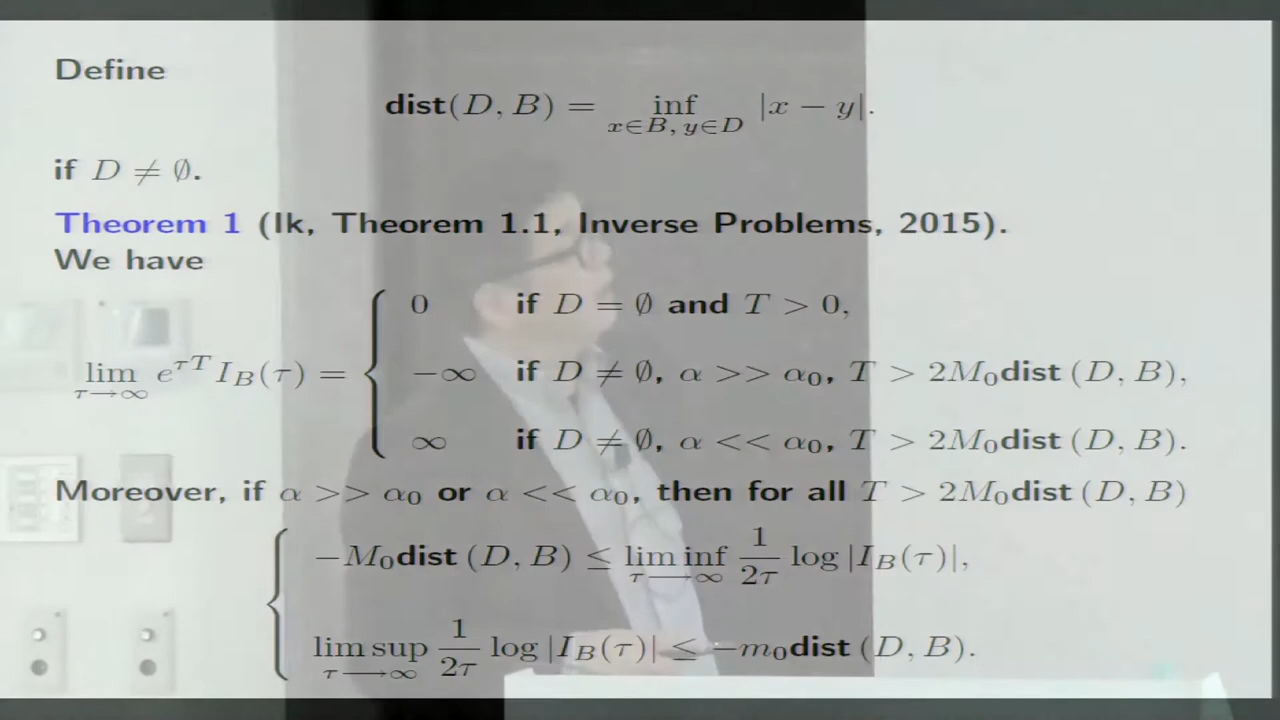 Define
dist(D, B) = inf_{x∈B, y∈D} |x − y|.
if D ≠ ∅.
Theorem 1 (Ik, Theorem 1.1, Inverse Problems, 2015).
We have
lim_{τ→∞} e^{τT} I_B(τ) = {
0 if D = ∅ and T > 0,
−∞ if D ≠ ∅, α >> α₀, T > 2M₀dist (D, B),
∞ if D ≠ ∅, α << α₀, T > 2M₀dist (D, B).
Moreover, if α >> α₀ or α << α₀, then for all T > 2M₀dist (D, B)
{ −M₀dist (D, B) ≤ lim inf_{τ⟶∞} 1/2τ log |I_B(τ)|,
lim sup_{τ⟶∞} 1/2τ log |I_B(τ)| ≤ −m₀dist (D, B).